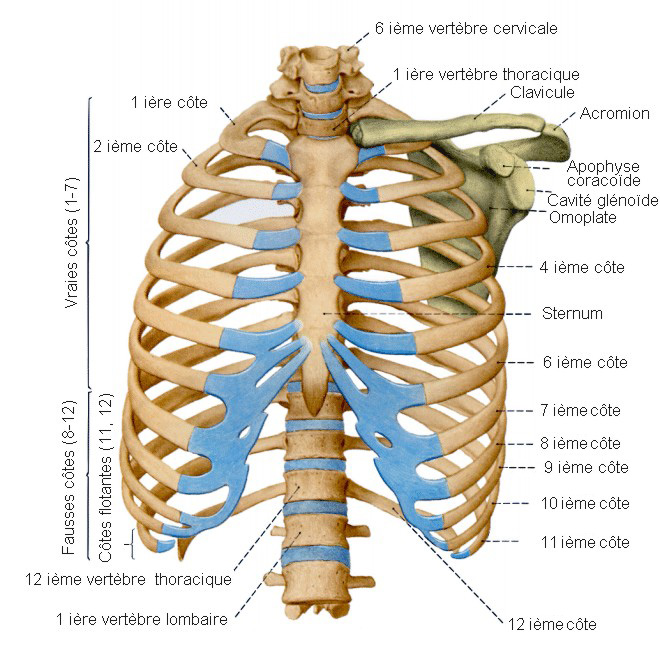 6 ième vertèbre cervicale
1 ière vertèbre thoracique
Clavicule
1 ière côte
Acromion
2 ième côte
Apophyse
coracoïde
Cavité glénoïde
Omoplate
Vraies côtes (1-7)
4 ième côte
Sternum
6 ième côte
7 ième côte
Fausses côtes (8-12)
Côtes flotantes (11, 12)
8 ième côte
9 ième côte
10 ième côte
11 ième côte
12 ième vertèbre thoracique
1 ière vertèbre lombaire
12 ième côte